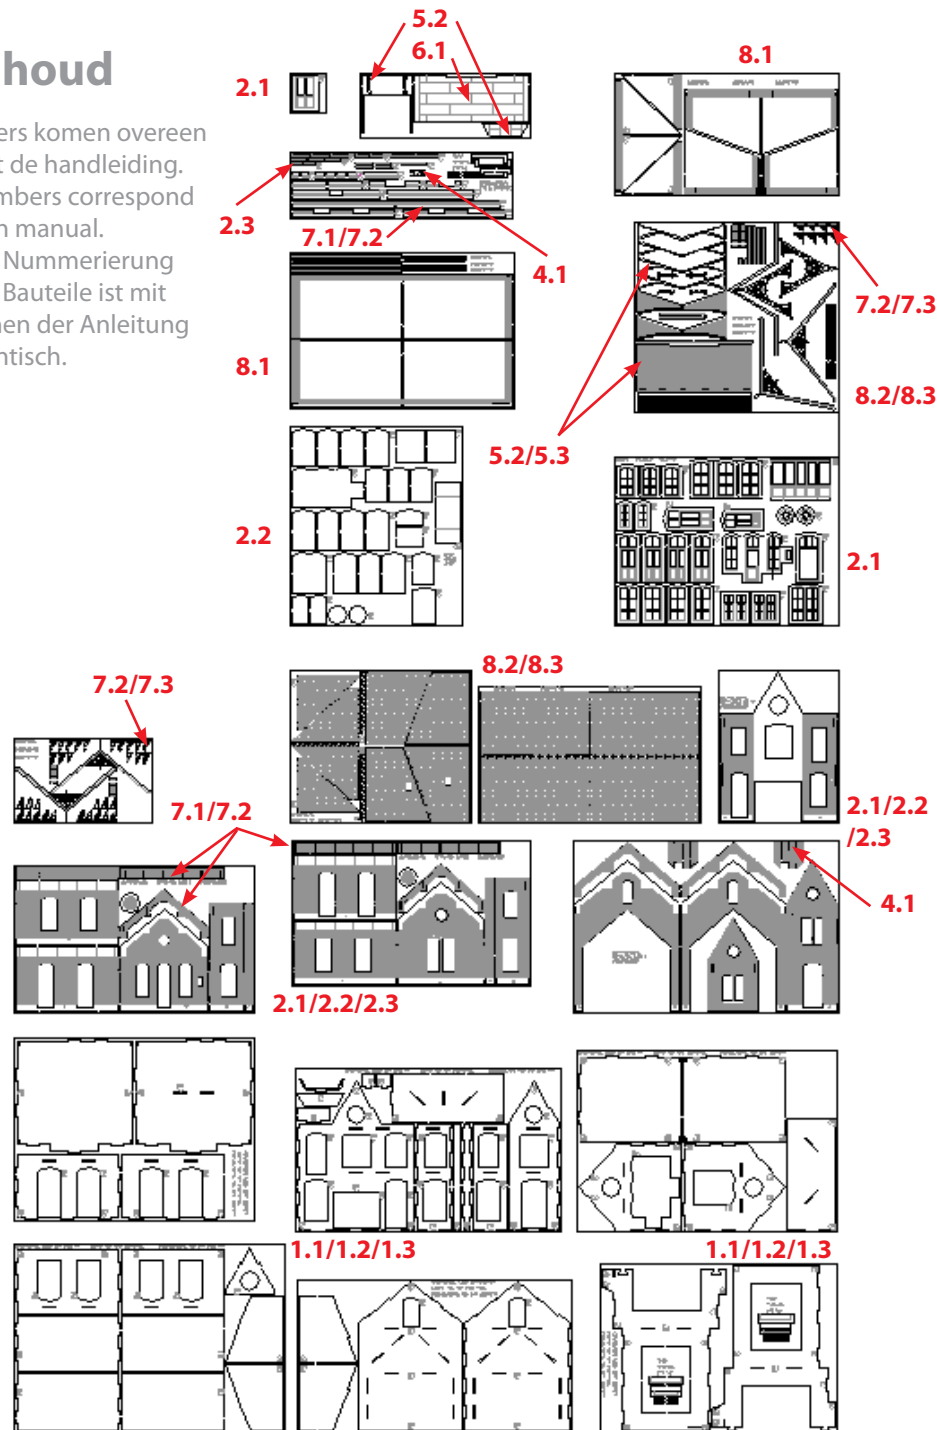 houd
ers komen overeen
t de handleiding.
mbers correspond
n manual.
Nummerierung
Bauteile ist mit
nen der Anleitung
ntisch.
5.2
6.1
2.1
8.1
2.3
7.1/7.2
4.1
7.2/7.3
8.1
8.2/8.3
5.2/5.3
2.2
2.1
8.2/8.3
7.2/7.3
7.1/7.2
2.1/2.2
/2.3
4.1
2.1/2.2/2.3
1.1/1.2/1.3
1.1/1.2/1.3